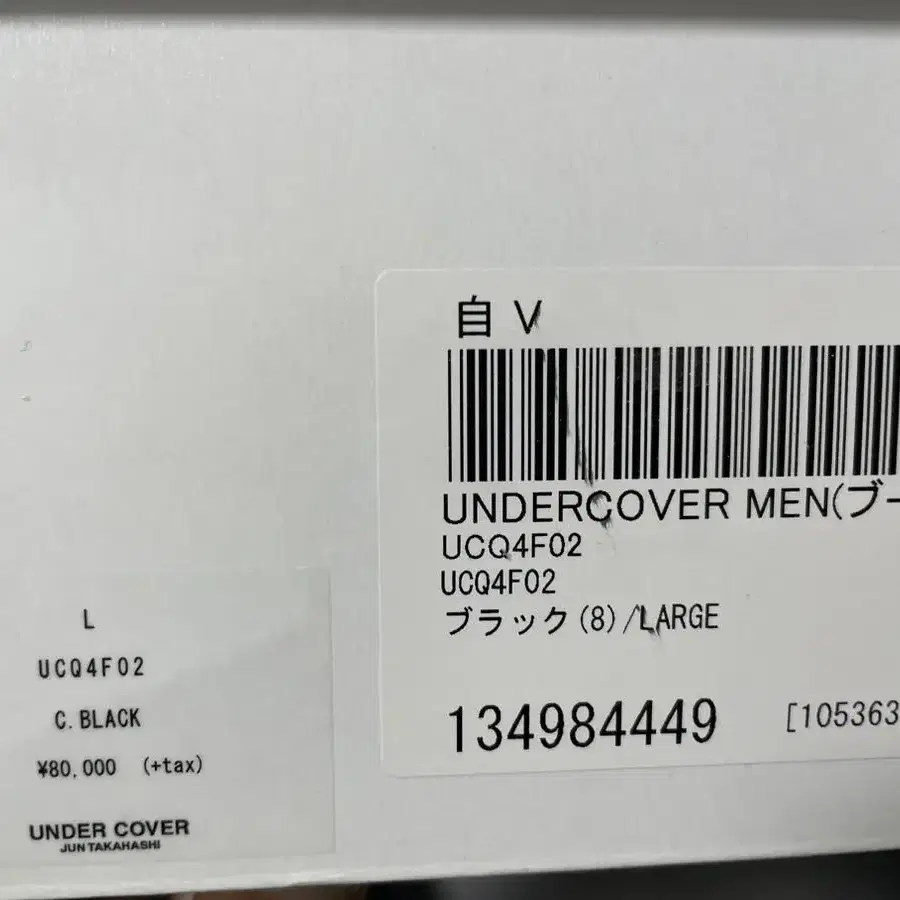 自 V
UNDERCOVER MEN(ブー
UCQ4F02
UCQ4F02
ブラック(8)/LARGE
134984449 [105363
L
UCQ4F02
C.BLACK
¥80,000 (+tax)
UNDER COVER
JUN TAKAHASHI